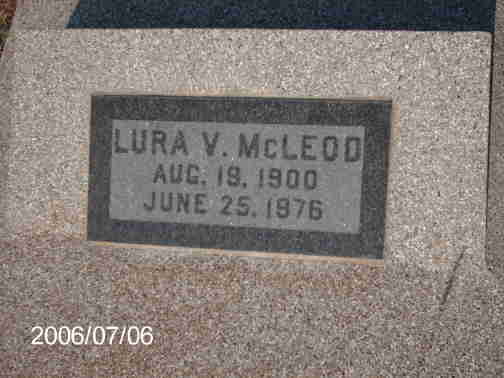 LURA V. McLEOD
AUG. 19, 1900
JUNE 25, 1976
2006/07/06